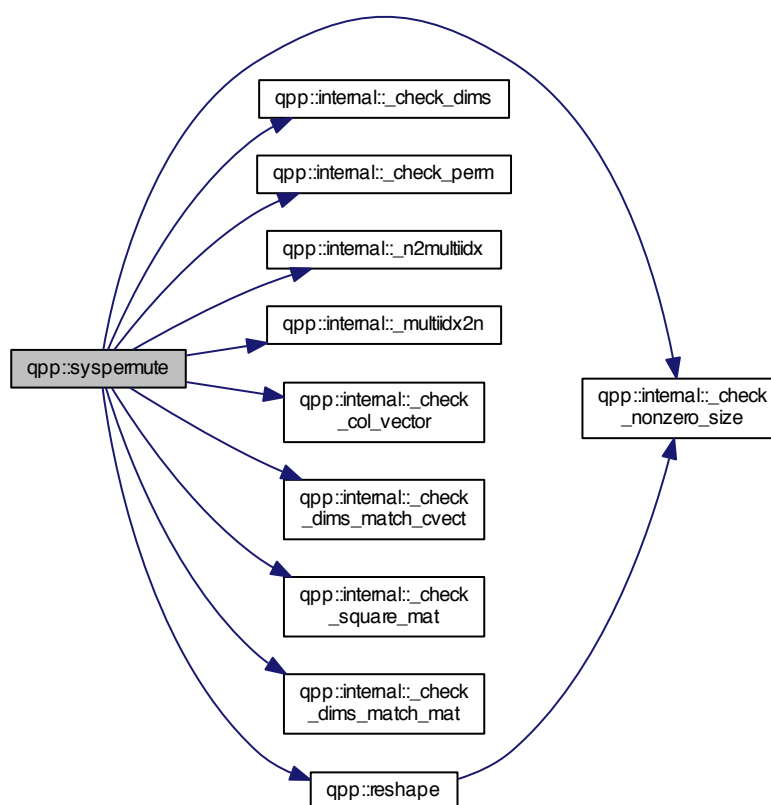 qpp::internal::_check_dims
qpp::internal::_check_perm
qpp::internal::_n2multiidx
qpp::internal::_multiidx2n
qpp::syspermute
qpp::internal::_check
_col_vector
qpp::internal::_check
_nonzero_size
qpp::internal::_check
_dims_match_cvect
qpp::internal::_check
_square_mat
qpp::internal::_check
_dims_match_mat
qpp::reshape